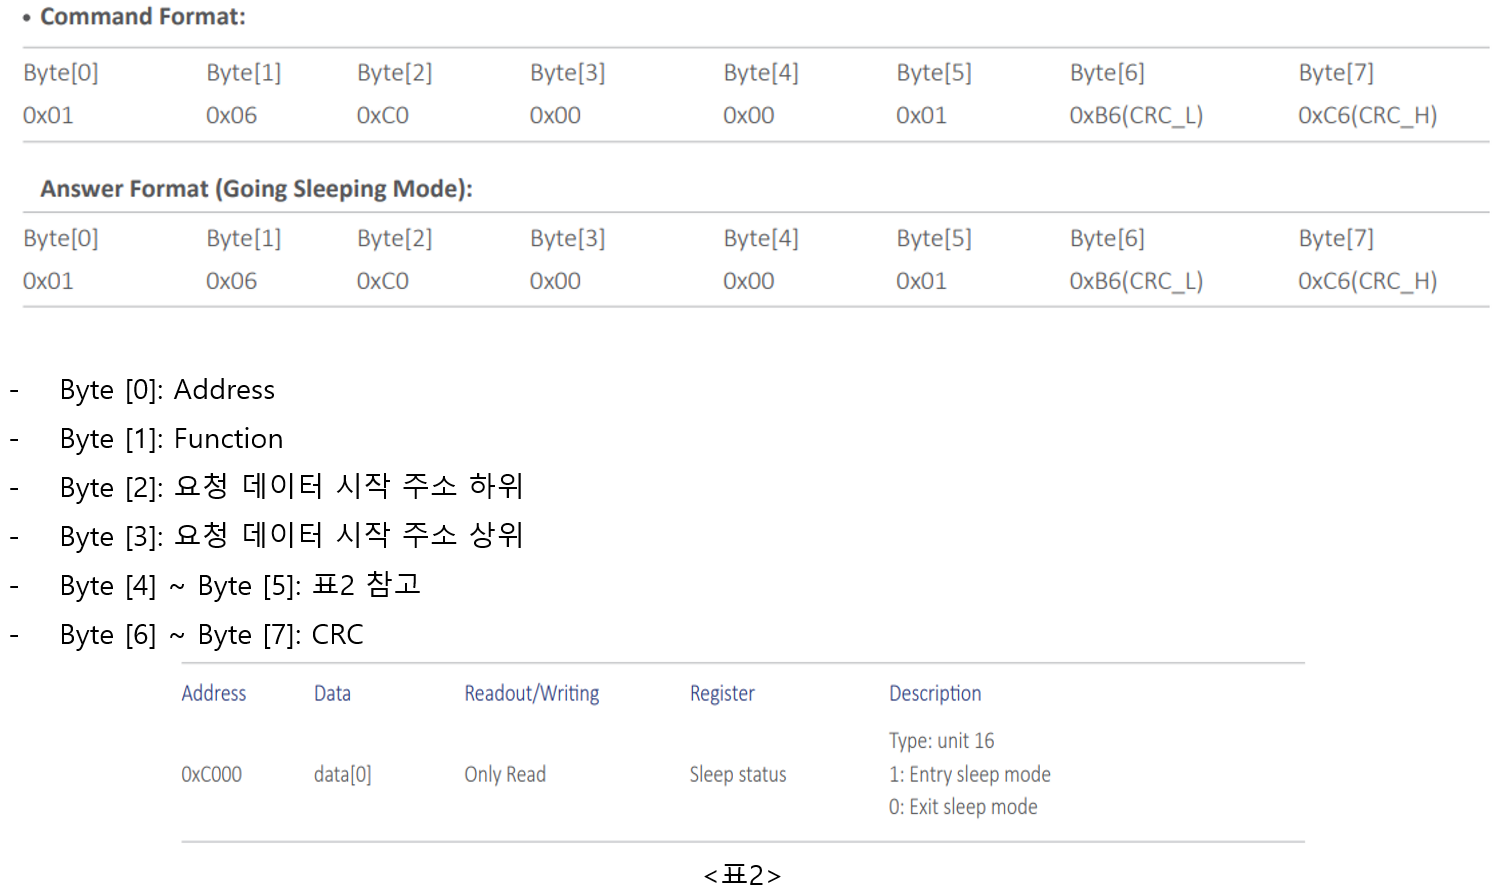 • Command Format:
Byte[0] Byte[1] Byte[2] Byte[3] Byte[4] Byte[5] Byte[6] Byte[7]
0x01 0x06 0xC0 0x00 0x00 0x01 0xB6(CRC_L) 0xC6(CRC_H)
Answer Format (Going Sleeping Mode):
Byte[0] Byte[1] Byte[2] Byte[3] Byte[4] Byte[5] Byte[6] Byte[7]
0x01 0x06 0xC0 0x00 0x00 0x01 0xB6(CRC_L) 0xC6(CRC_H)
- Byte [0]: Address
- Byte [1]: Function
- Byte [2]: 요청 데이터 시작 주소 하위
- Byte [3]: 요청 데이터 시작 주소 상위
- Byte [4] ~ Byte [5]: 표2 참고
- Byte [6] ~ Byte [7]: CRC
Address Data Readout/Writing Register Description
Type: unit 16
0xC000 data[0] Only Read Sleep status 1: Entry sleep mode
0: Exit sleep mode
<표2>